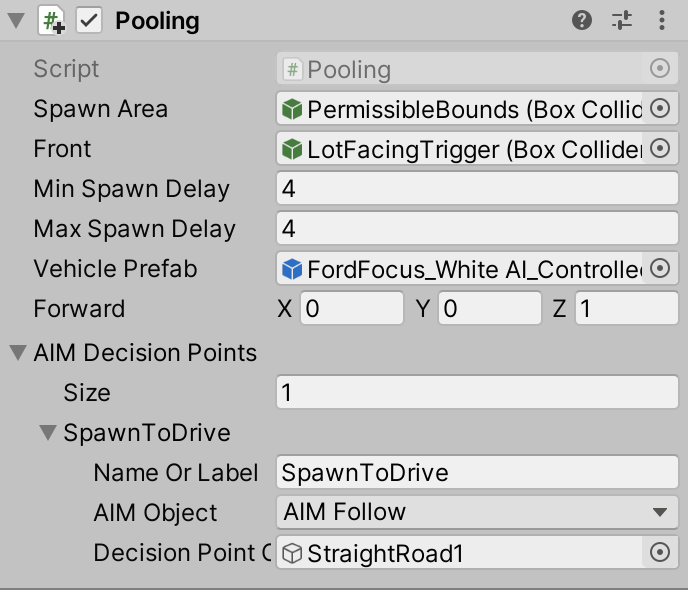 Pooling
Script # Pooling
Spawn Area PermissibleBounds (Box Collid
Front LotFacingTrigger (Box Collider
Min Spawn Delay 4
Max Spawn Delay 4
Vehicle Prefab FordFocus_White AI_Controlled
Forward X 0 Y 0 Z 1
AIM Decision Points
Size 1
SpawnToDrive
Name Or Label SpawnToDrive
AIM Object AIM Follow
Decision Point C StraightRoad1